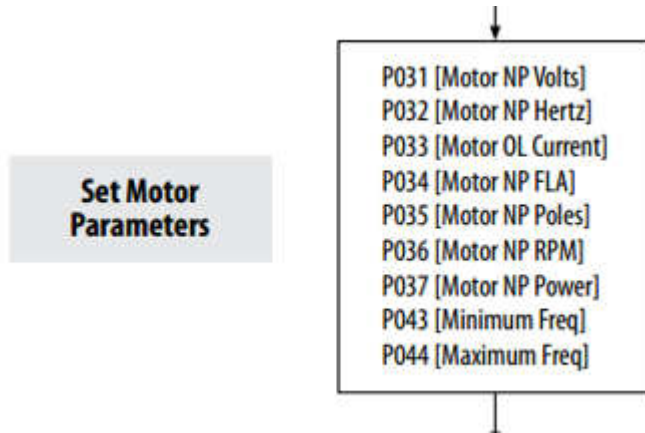 Set Motor
Parameters
P031 [Motor NP Volts]
P032 [Motor NP Hertz]
P033 [Motor OL Current]
P034 [Motor NP FLA]
P035 [Motor NP Poles]
P036 [Motor NP RPM]
P037 [Motor NP Power]
P043 [Minimum Freq]
P044 [Maximum Freq]